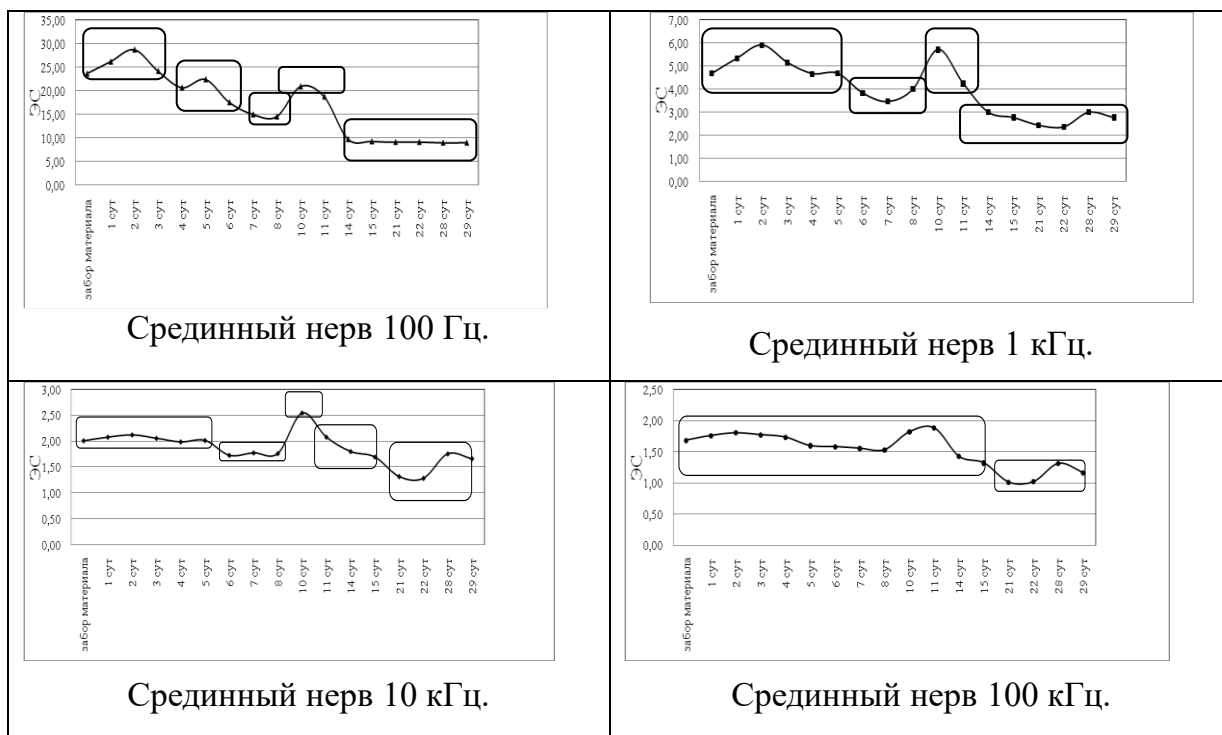 35,00
30,00
25,00
20,00
15,00
10,00
5,00
0,00
ЭС
забор материала
1 сут
2 сут
3 сут
4 сут
5 сут
6 сут
7 сут
8 сут
10 сут
11 сут
14 сут
15 сут
21 сут
22 сут
28 сут
29 сут
Срединный нерв 100 Гц.
7,00
6,00
5,00
4,00
3,00
2,00
1,00
0,00
ЭС
забор материала
1 сут
2 сут
3 сут
4 сут
5 сут
6 сут
7 сут
8 сут
10 сут
11 сут
14 сут
15 сут
21 сут
22 сут
28 сут
29 сут
Срединный нерв 1 кГц.
3,00
2,50
2,00
1,50
1,00
0,50
0,00
ЭС
забор материала
1 сут
2 сут
3 сут
4 сут
5 сут
6 сут
7 сут
8 сут
10 сут
11 сут
14 сут
15 сут
21 сут
22 сут
28 сут
29 сут
Срединный нерв 10 кГц.
2,50
2,00
1,50
1,00
0,50
0,00
ЭС
забор материала
1 сут
2 сут
3 сут
4 сут
5 сут
6 сут
7 сут
8 сут
10 сут
11 сут
14 сут
15 сут
21 сут
22 сут
28 сут
29 сут
Срединный нерв 100 кГц.